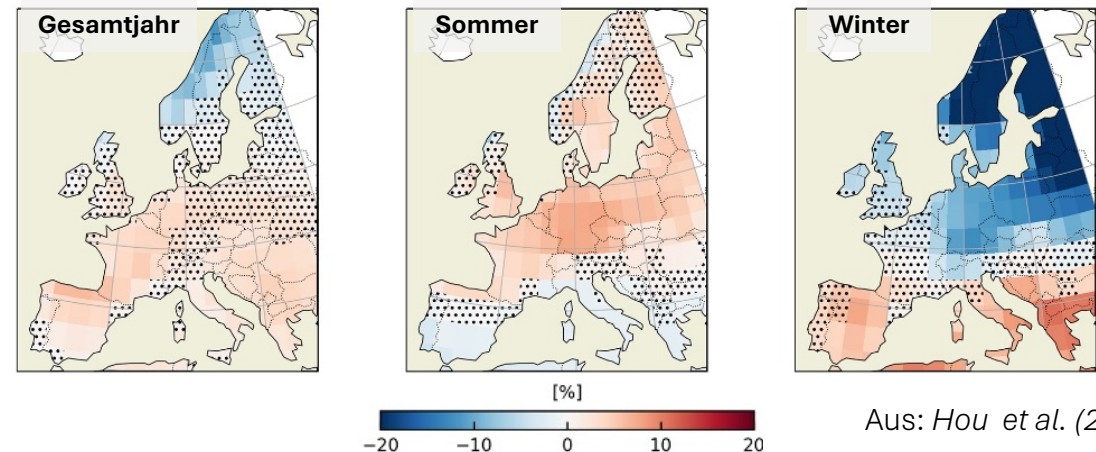 Gesamtjahr
Sommer
Winter
[%]
−20 −10 0 10 20
Aus: Hou et al. (2